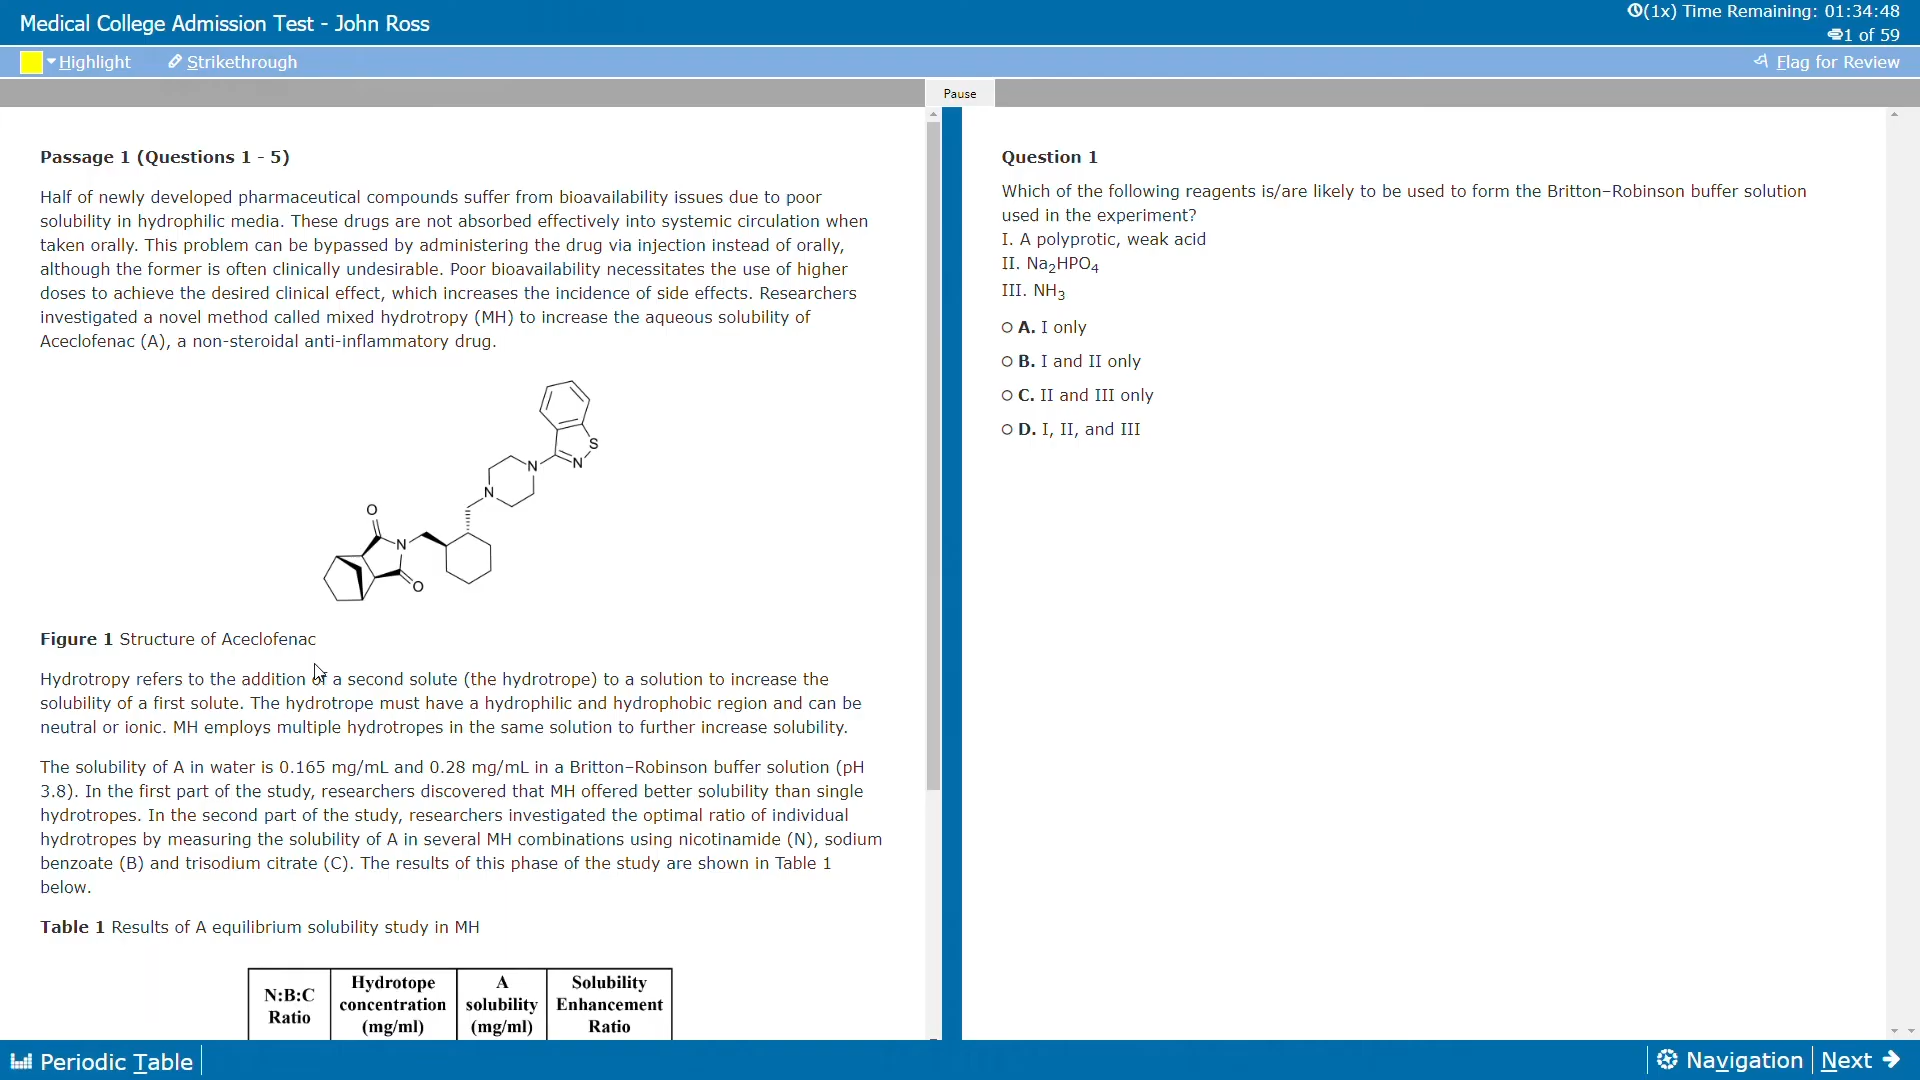 Medical College Admission Test - John Ross
(1x) Time Remaining: 01:34:48
1 of 59
Highlight
Strikethrough
Flag for Review
Pause
Passage 1 (Questions 1 - 5)
Half of newly developed pharmaceutical compounds suffer from bioavailability issues due to poor
solubility in hydrophilic media. These drugs are not absorbed effectively into systemic circulation when
taken orally. This problem can be bypassed by administering the drug via injection instead of orally,
although the former is often clinically undesirable. Poor bioavailability necessitates the use of higher
doses to achieve the desired clinical effect, which increases the incidence of side effects. Researchers
investigated a novel method called mixed hydrotropy (MH) to increase the aqueous solubility of
Aceclofenac (A), a non-steroidal anti-inflammatory drug.
S
N
N
N
O
N
O
Figure 1 Structure of Aceclofenac
Hydrotropy refers to the addition of a second solute (the hydrotrope) to a solution to increase the
solubility of a first solute. The hydrotrope must have a hydrophilic and hydrophobic region and can be
neutral or ionic. MH employs multiple hydrotropes in the same solution to further increase solubility.
The solubility of A in water is 0.165 mg/mL and 0.28 mg/mL in a Britton–Robinson buffer solution (pH
3.8). In the first part of the study, researchers discovered that MH offered better solubility than single
hydrotropes. In the second part of the study, researchers investigated the optimal ratio of individual
hydrotropes by measuring the solubility of A in several MH combinations using nicotinamide (N), sodium
benzoate (B) and trisodium citrate (C). The results of this phase of the study are shown in Table 1
below.
Table 1 Results of A equilibrium solubility study in MH
N:B:C Ratio
Hydrotope concentration (mg/ml)
A solubility (mg/ml)
Solubility Enhancement Ratio
Question 1
Which of the following reagents is/are likely to be used to form the Britton–Robinson buffer solution
used in the experiment?
I. A polyprotic, weak acid
II. Na₂HPO₄
III. NH₃
A. I only
B. I and II only
C. II and III only
D. I, II, and III
Periodic Table
Navigation
Next